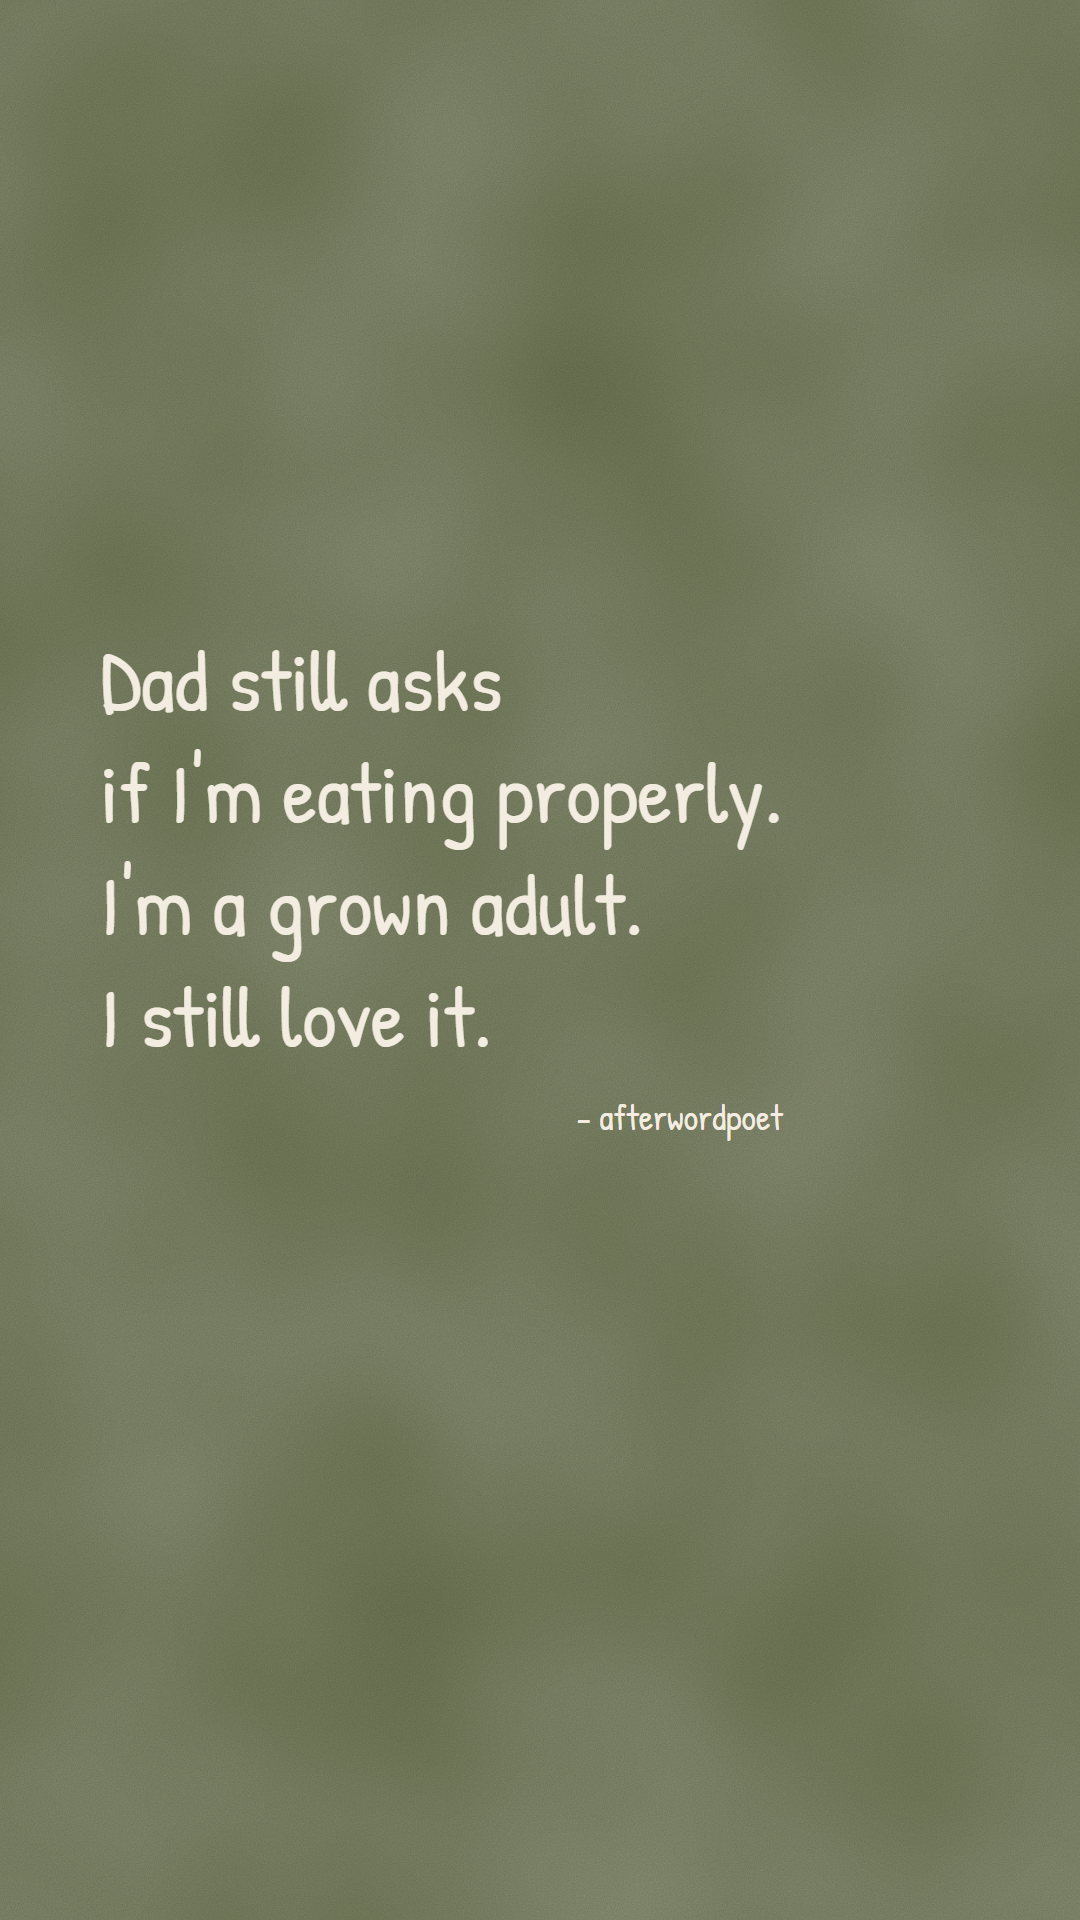 Dad still asks
if I'm eating properly.
I'm a grown adult.
I still love it.
- afterwordpoet